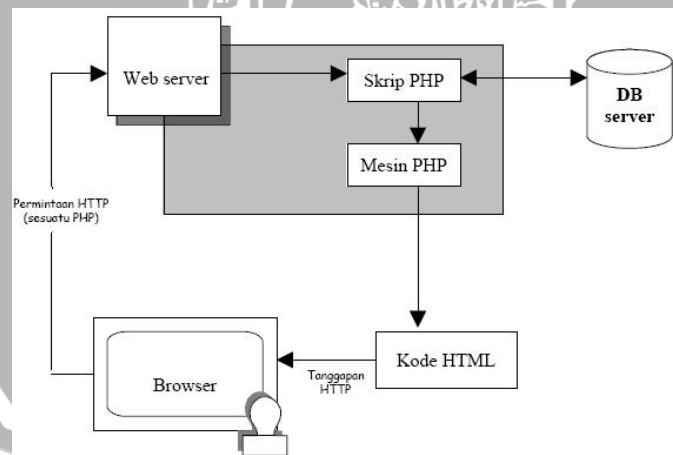 Web server
Skrip PHP
DB
server
Mesin PHP
Permintaan HTTP
(sesuatu PHP)
Kode HTML
Tanggapan
HTTP
Browser